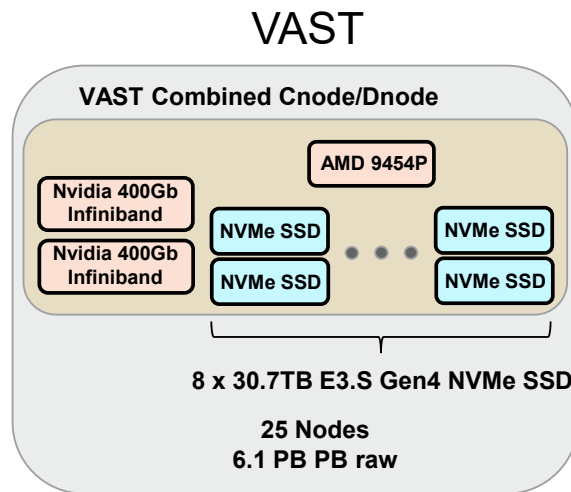 VAST
VAST Combined Cnode/Dnode
AMD 9454P
Nvidia 400Gb
Infiniband
Nvidia 400Gb
Infiniband
NVMe SSD
NVMe SSD
NVMe SSD
NVMe SSD
8 x 30.7TB E3.S Gen4 NVMe SSD
25 Nodes
6.1 PB PB raw